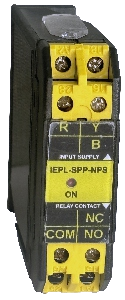 R Y
B
INPUT SUPPLY
IEPL-SPP-NPS
ON
RELAY CONTACT
NC
COM NO